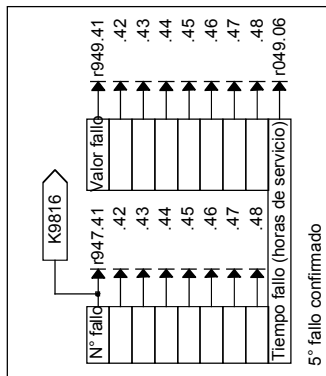 K9816
N° fallo
r947.41
.42
.43
.44
.45
.46
.47
.48
Valor fallo
r949.41
.42
.43
.44
.45
.46
.47
.48
Tiempo fallo (horas de servicio)
r049.06
5° fallo confirmado